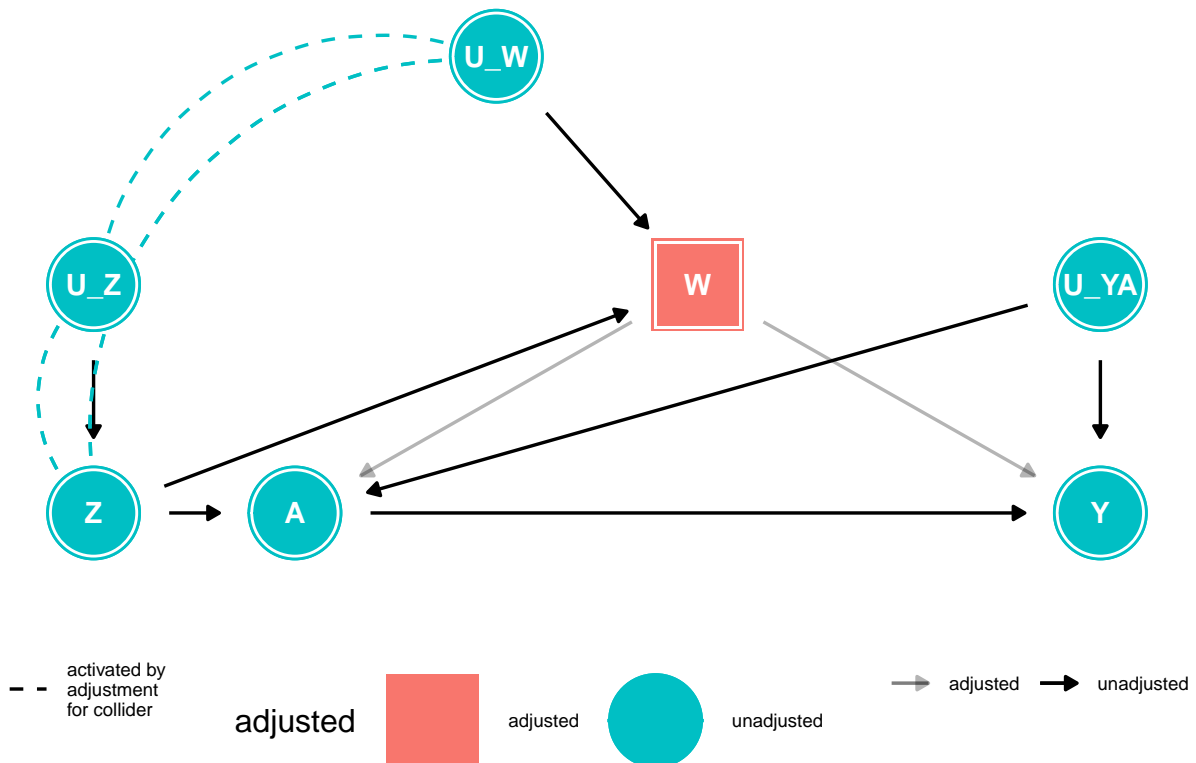 U_W
U_Z
W
U_YA
Z
A
Y
activated by
adjustment
for collider
adjusted
adjusted
unadjusted
adjusted
unadjusted